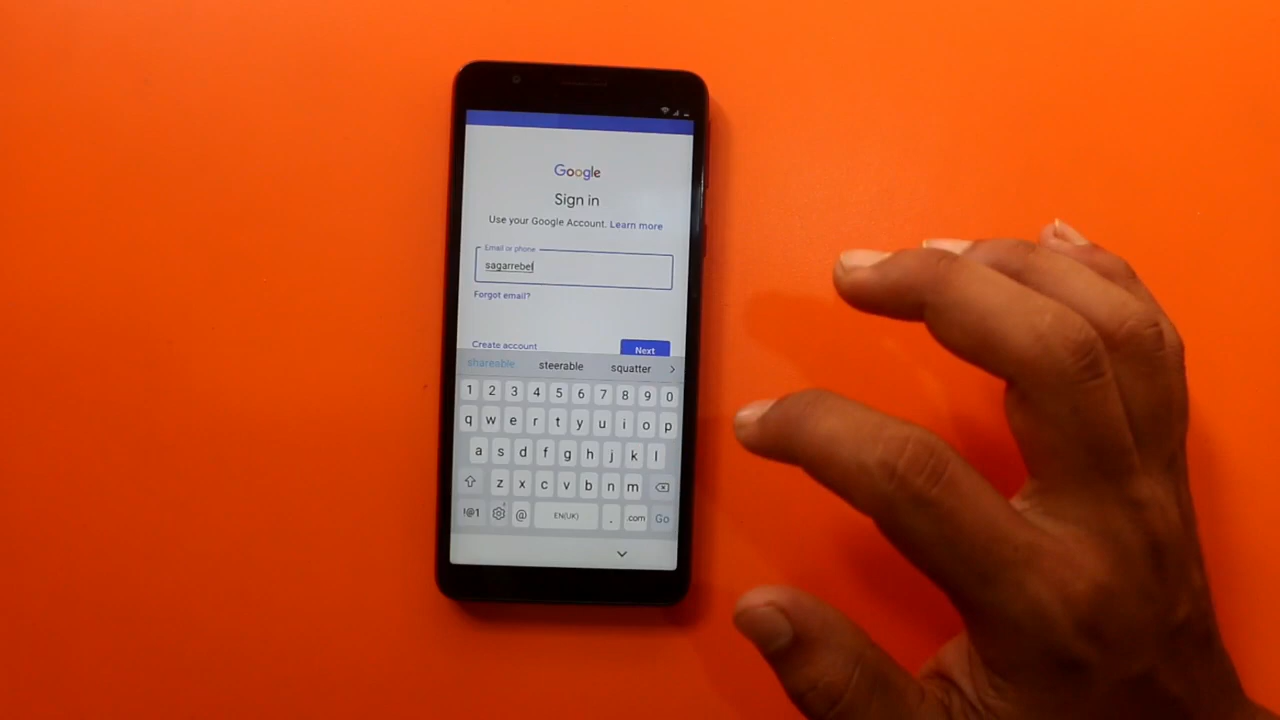 Google
Sign in
Use your Google Account. Learn more
Email or phone
sagarrebel
Forgot email?
Create account
Next
shareable steerable squatter
1 2 3 4 5 6 7 8 9 0
q w e r t y u i o p
a s d f g h j k l
z x c v b n m
!@1 @ EN(UK) . .com Go